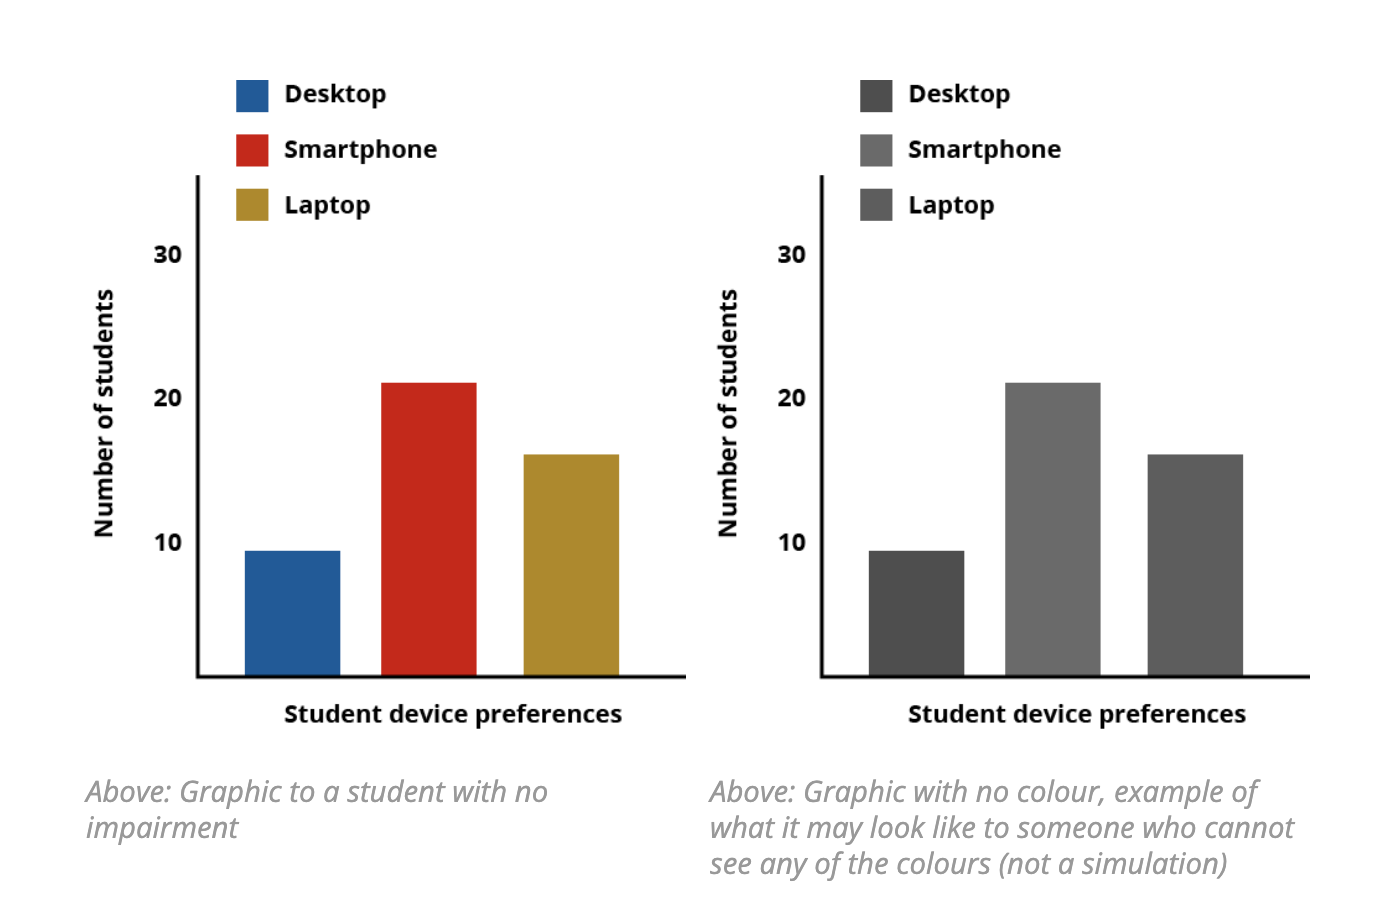 Desktop
Smartphone
Laptop
30
20
10
Number of students
Student device preferences
Above: Graphic to a student with no
impairment
Desktop
Smartphone
Laptop
30
20
10
Number of students
Student device preferences
Above: Graphic with no colour, example of
what it may look like to someone who cannot
see any of the colours (not a simulation)